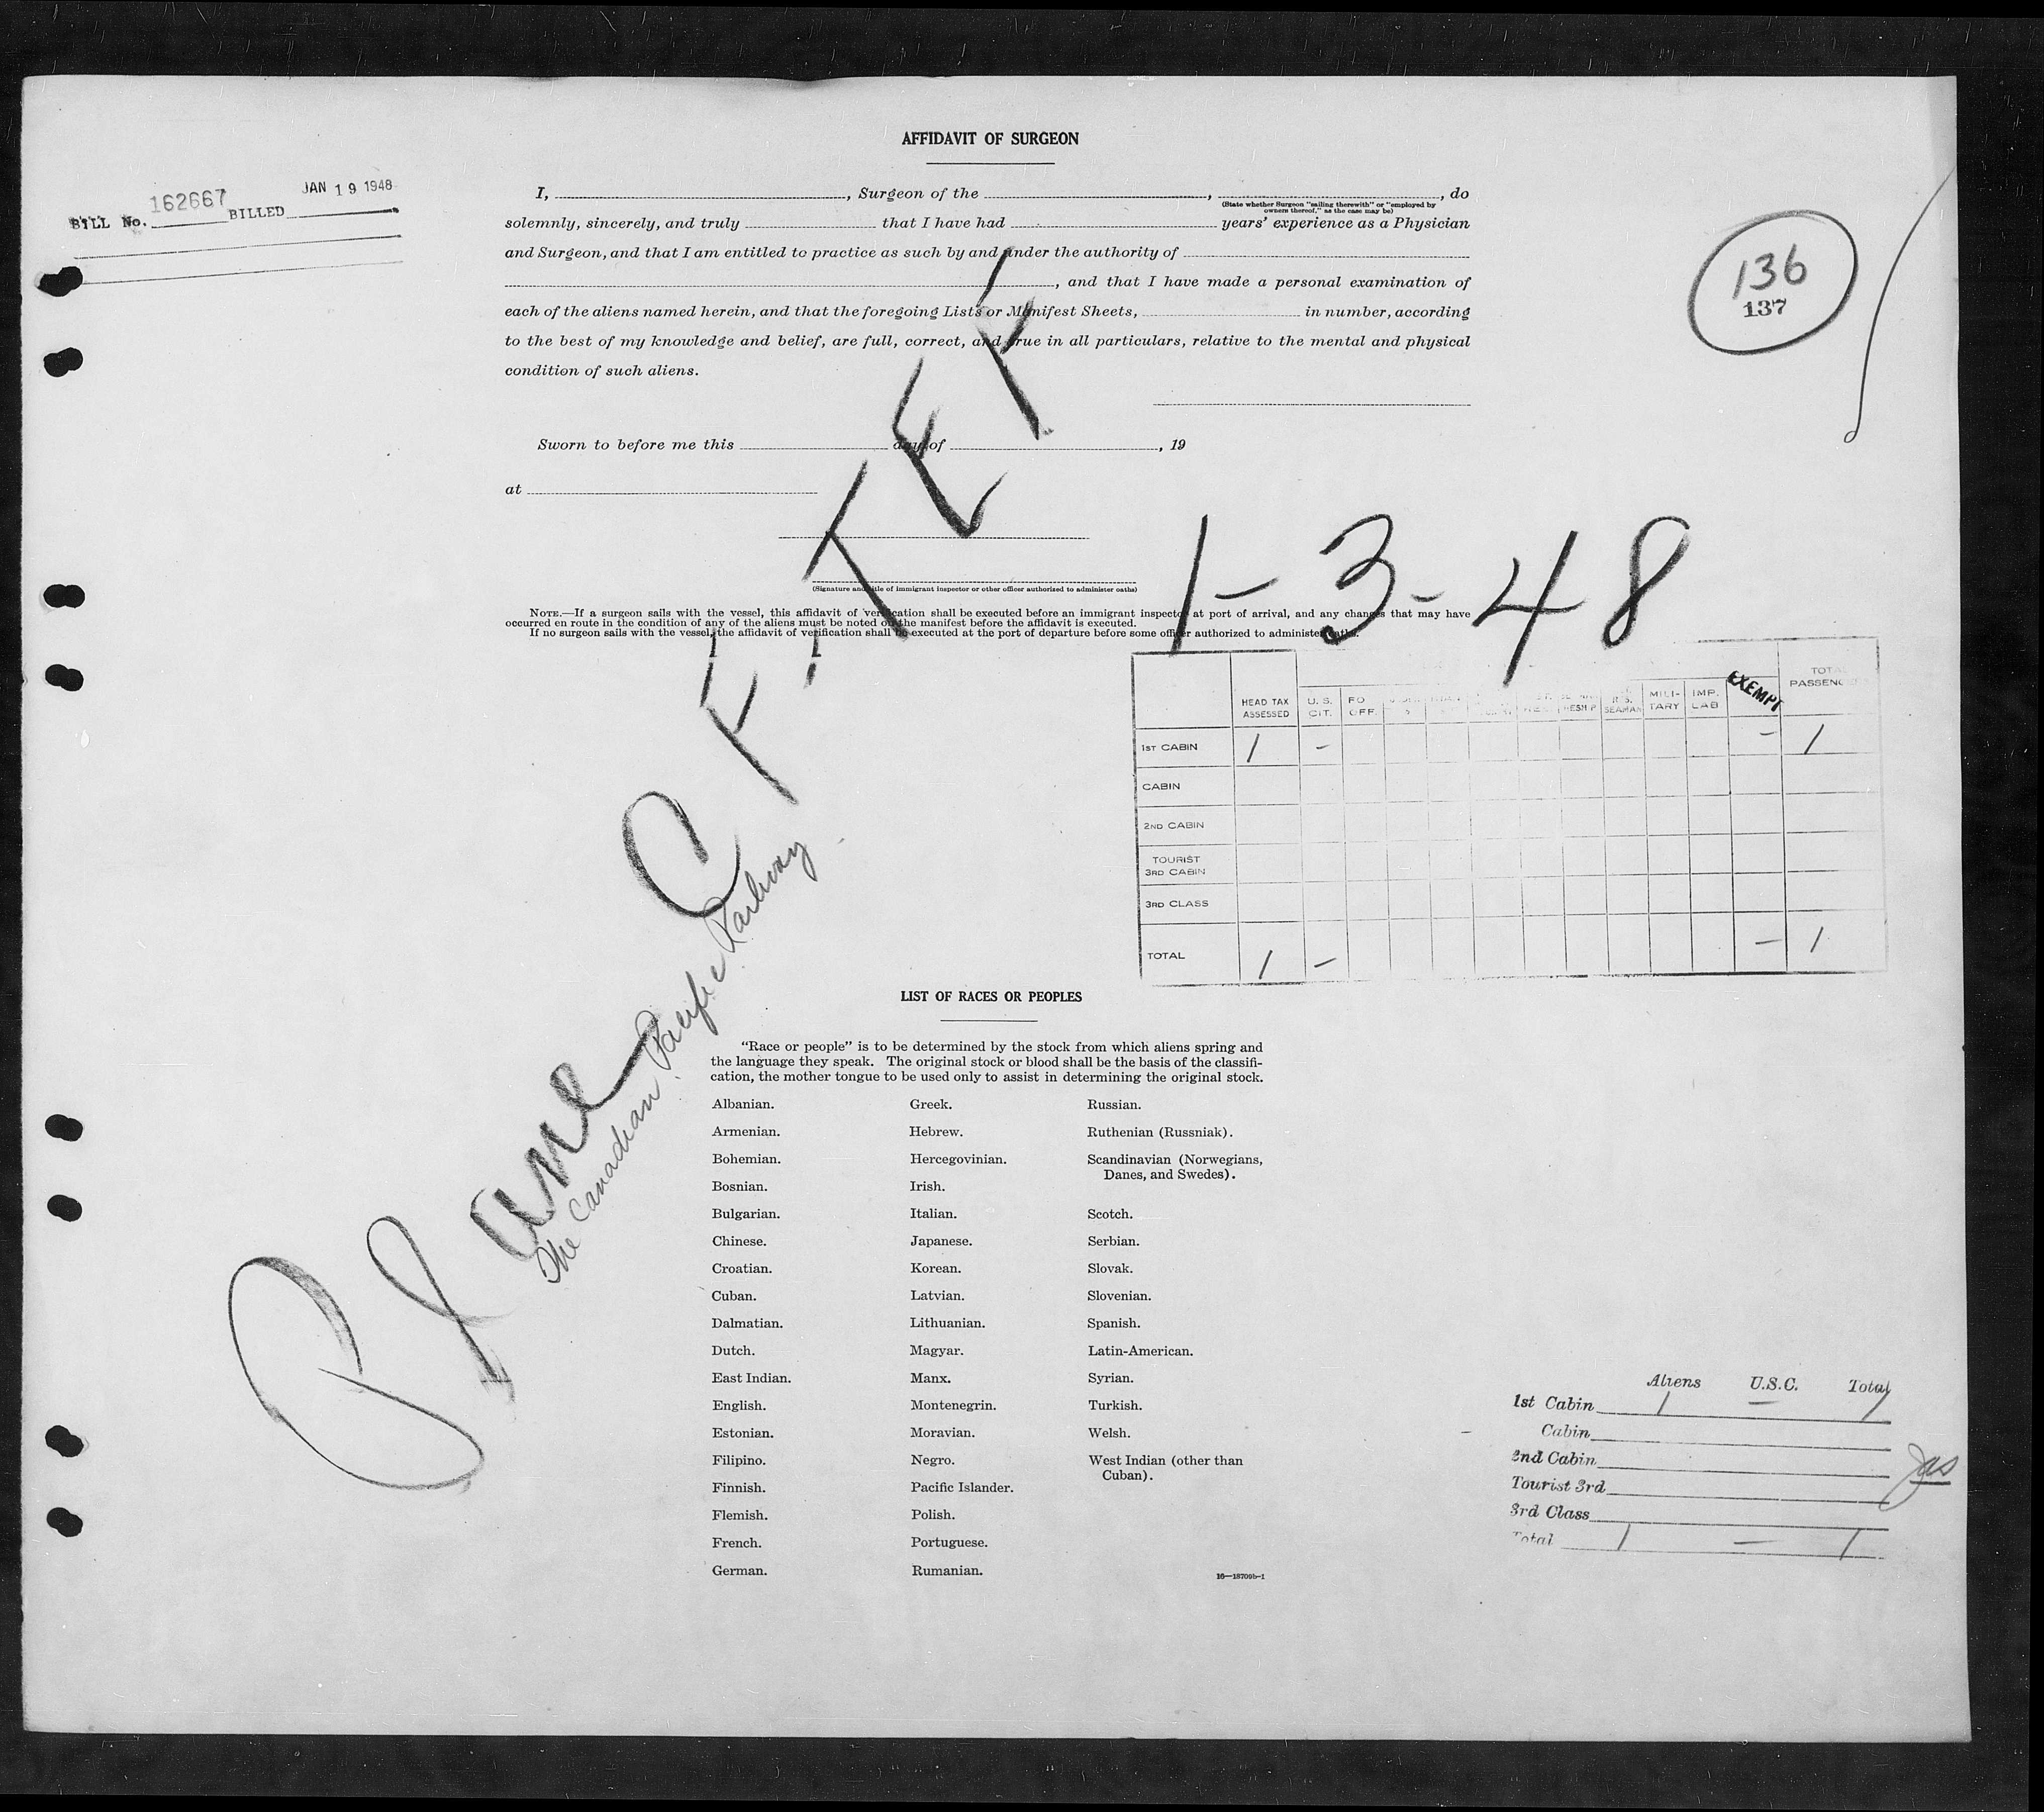 AFFIDAVIT OF SURGEON
BILL No. 162667 BILLED JAN 19 1948
I, , Surgeon of the , , do
(State whether Surgeon "sailing therewith" or "employed by
owners thereof," as the case may be)
solemnly, sincerely, and truly that I have had years' experience as a Physician
and Surgeon, and that I am entitled to practice as such by and under the authority of
, and that I have made a personal examination of
each of the aliens named herein, and that the foregoing Lists or Manifest Sheets, in number, according
to the best of my knowledge and belief, are full, correct, and true in all particulars, relative to the mental and physical
condition of such aliens.
136
137
Sworn to before me this day of , 19
at
(Signature and title of immigrant inspector or other officer authorized to administer oaths)
NOTE.—If a surgeon sails with the vessel, this affidavit of verification shall be executed before an immigrant inspector at port of arrival, and any changes that may have
occurred en route in the condition of any of the aliens must be noted on the manifest before the affidavit is executed.
If no surgeon sails with the vessel, the affidavit of verification shall be executed at the port of departure before some officer authorized to administer oaths.
1-3-48
Plane CF-TEF
The Canadian Pacific Railway
HEAD TAX ASSESSED U. S. CIT. FO OFF. U.S. SEAMAN MILI-TARY IMP. LAB EXEMPT TOTA PASSENG
1ST CABIN 1 - - 1
CABIN
2ND CABIN
TOURIST
3RD CABIN
3RD CLASS
TOTAL 1 - - 1
LIST OF RACES OR PEOPLES
"Race or people" is to be determined by the stock from which aliens spring and
the language they speak. The original stock or blood shall be the basis of the classifi-
cation, the mother tongue to be used only to assist in determining the original stock.
Albanian.
Armenian.
Bohemian.
Bosnian.
Bulgarian.
Chinese.
Croatian.
Cuban.
Dalmatian.
Dutch.
East Indian.
English.
Estonian.
Filipino.
Finnish.
Flemish.
French.
German.
Greek.
Hebrew.
Hercegovinian.
Irish.
Italian.
Japanese.
Korean.
Latvian.
Lithuanian.
Magyar.
Manx.
Montenegrin.
Moravian.
Negro.
Pacific Islander.
Polish.
Portuguese.
Rumanian.
Russian.
Ruthenian (Russniak).
Scandinavian (Norwegians,
Danes, and Swedes).
Scotch.
Serbian.
Slovak.
Slovenian.
Spanish.
Latin-American.
Syrian.
Turkish.
Welsh.
West Indian (other than
Cuban).
16—18709b-1
Aliens U.S.C. Total
1st Cabin 1 — 1
Cabin
2nd Cabin
Tourist 3rd
3rd Class
Total 1 — 1